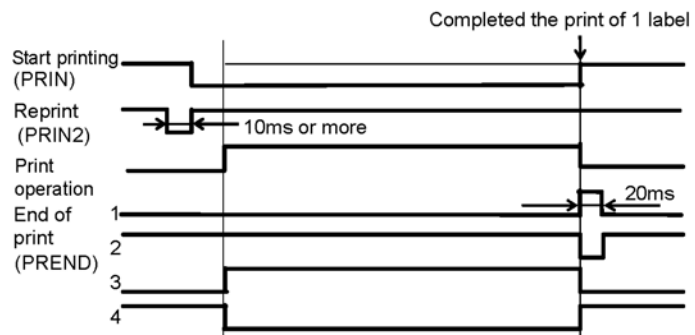 Completed the print of 1 label
Start printing
(PRIN)
Reprint
(PRIN2)
10ms or more
Print
operation
20ms
End of
print
(PREND)
1
2
3
4